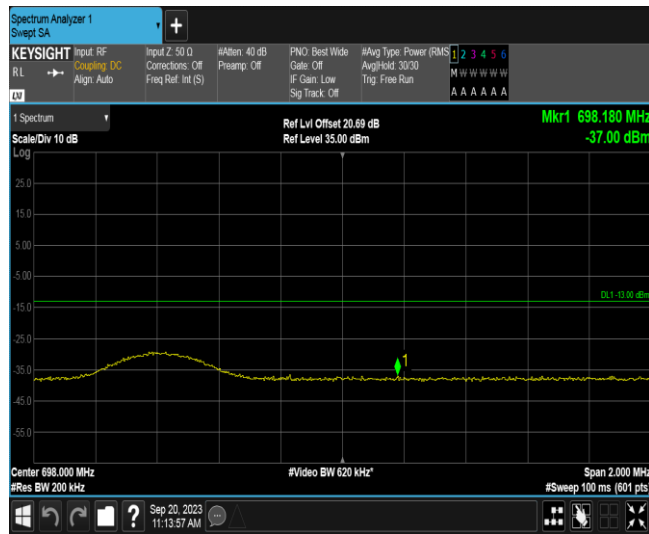 Spectrum Analyzer 1
Swept SA
KEYSIGHT
RL
LXI
Input: RF
Coupling: DC
Align: Auto
Input Z: 50 Ω
Corrections: Off
Freq Ref: Int (S)
#Atten: 40 dB
Preamp: Off
PNO: Best Wide
Gate: Off
IF Gain: Low
Sig Track: Off
#Avg Type: Power (RMS
Avg|Hold: 30/30
Trig: Free Run
1 2 3 4 5 6
M W W W W W
A A A A A A
1 Spectrum
Scale/Div 10 dB
Ref Lvl Offset 20.69 dB
Ref Level 35.00 dBm
Mkr1 698.180 MHz
-37.00 dBm
Log
25.0
15.0
5.00
-5.00
DL1 -13.00 dBm
-15.0
-25.0
1
-35.0
-45.0
-55.0
Center 698.000 MHz
#Video BW 620 kHz*
Span 2.000 MHz
#Res BW 200 kHz
#Sweep 100 ms (601 pts
?
Sep 20, 2023
11:13:57 AM